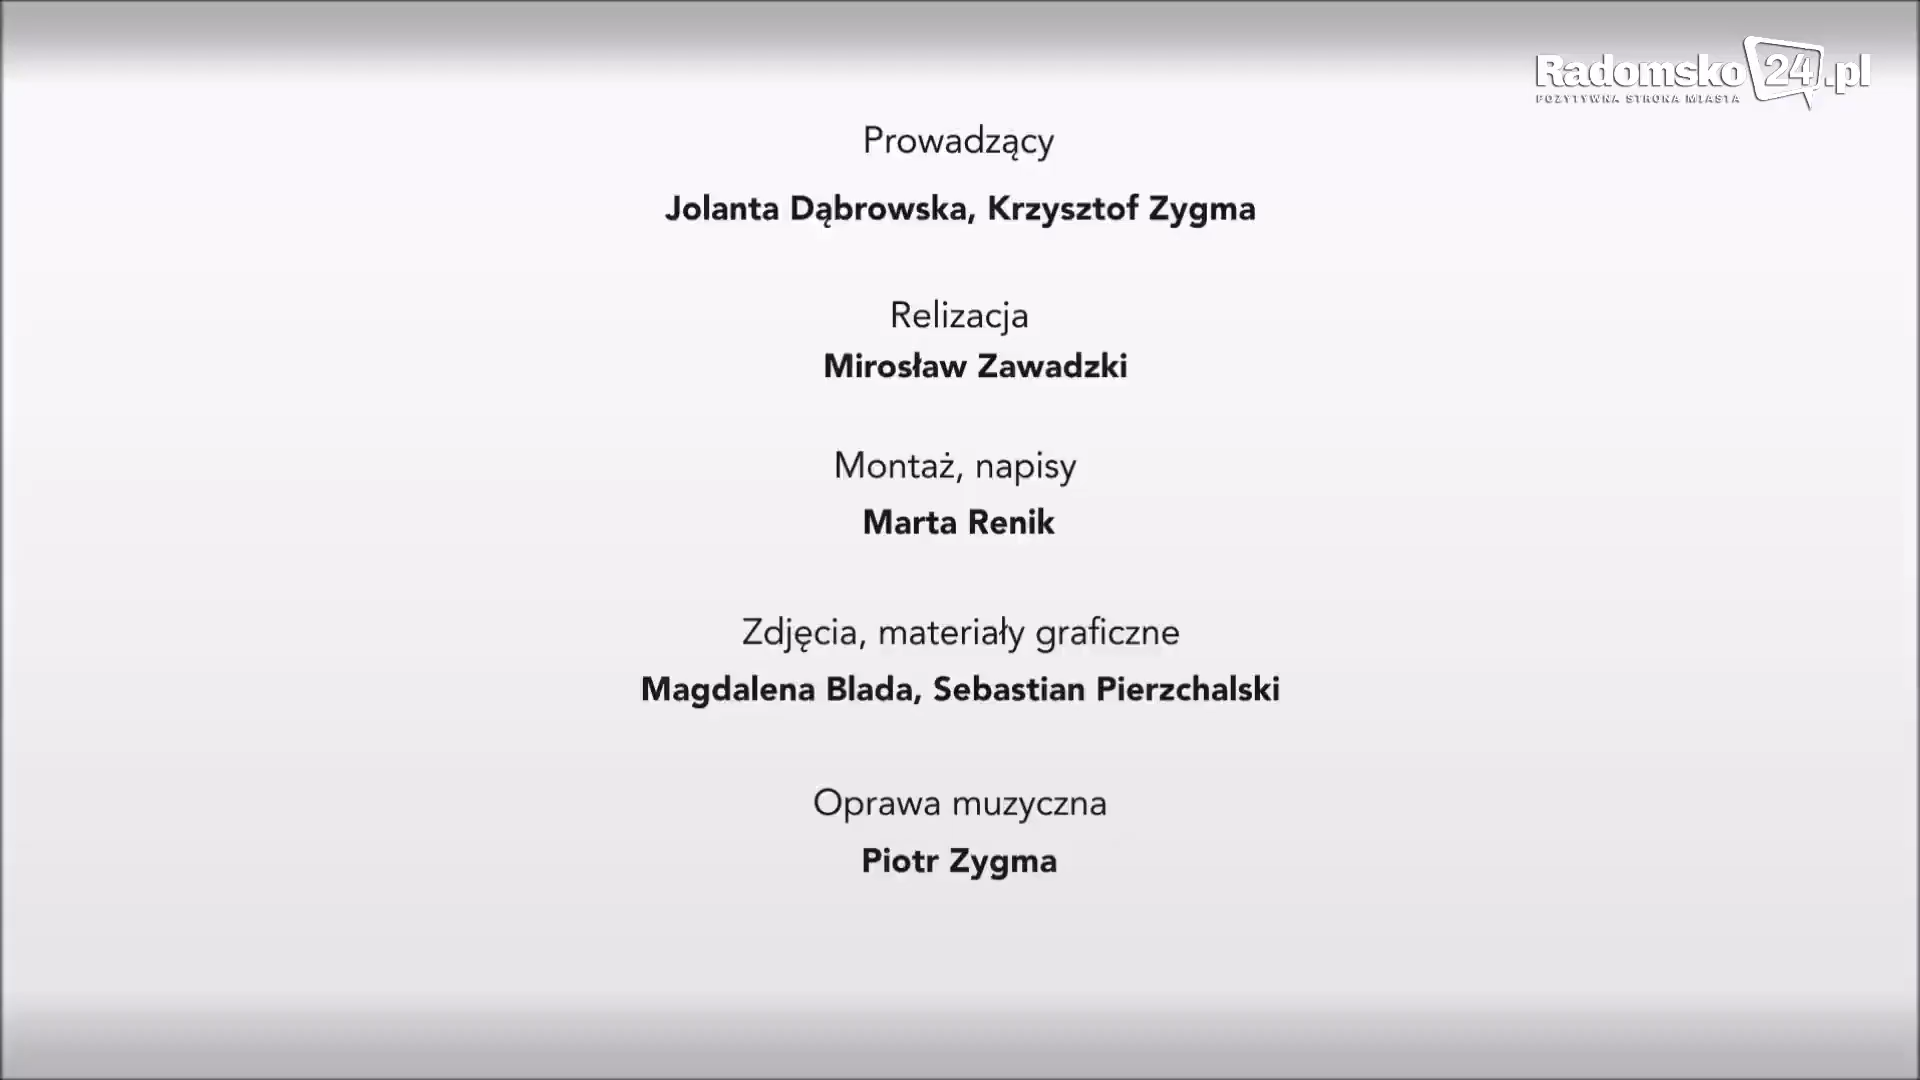 Radomsko24.pl
POZYTYWNA STRONA MIASTA
Prowadzący
Jolanta Dąbrowska, Krzysztof Zygma
Relizacja
Mirosław Zawadzki
Montaż, napisy
Marta Renik
Zdjęcia, materiały graficzne
Magdalena Blada, Sebastian Pierzchalski
Oprawa muzyczna
Piotr Zygma